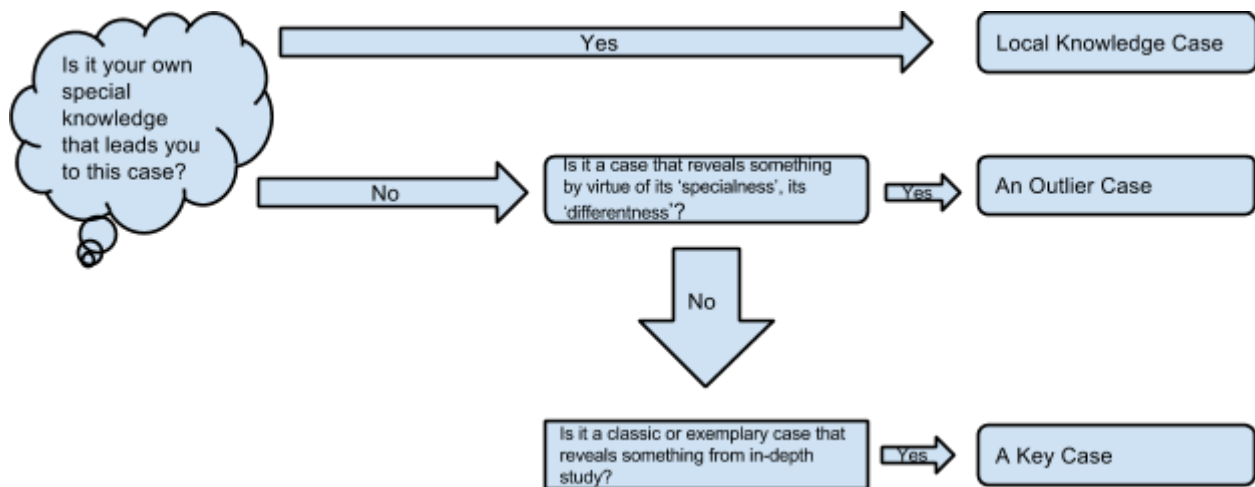 Is it your own
special
knowledge
that leads you
to this case?
Yes
Local Knowledge Case
No
Is it a case that reveals something
by virtue of its ‘specialness’, its
‘differentness’?
Yes
An Outlier Case
No
Is it a classic or exemplary case that
reveals something from in-depth
study?
Yes
A Key Case